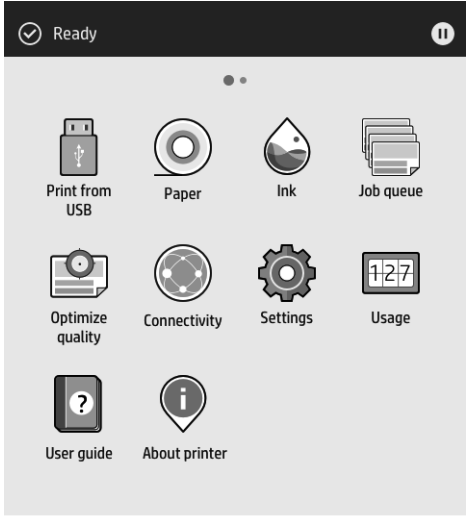 Ready
Print from
USB
Paper
Ink
Job queue
Optimize
quality
Connectivity
Settings
127
Usage
?
User guide
i
About printer